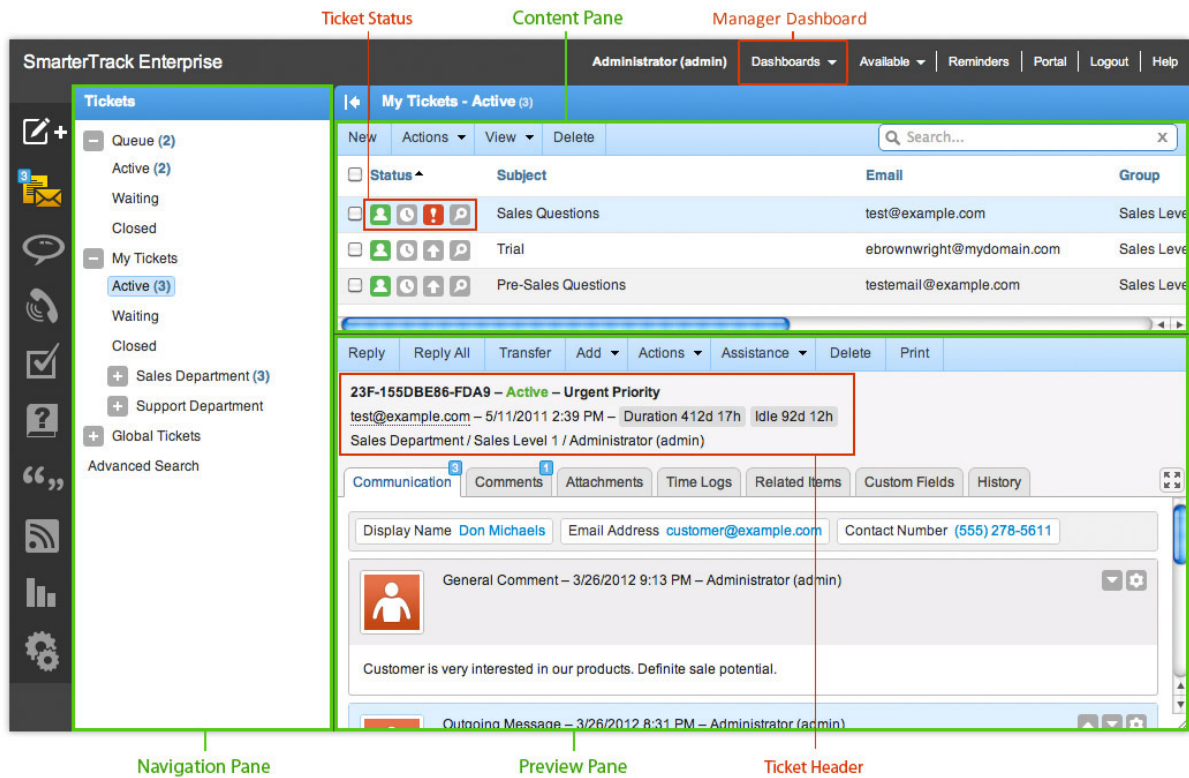 Ticket Status
Content Pane
Manager Dashboard
SmarterTrack Enterprise
Administrator (admin)
Dashboards
Available
Reminders
Portal
Logout
Help
Tickets
Queue (2)
Active (2)
Waiting
Closed
My Tickets
Active (3)
Waiting
Closed
Sales Department (3)
Support Department
Global Tickets
Advanced Search
3
My Tickets - Active (3)
New
Actions
View
Delete
Search...
X
Status
Subject
Email
Group
Sales Questions
test@example.com
Sales Leve
Trial
ebrownwright@mydomain.com
Sales Leve
Pre-Sales Questions
testemail@example.com
Sales Leve
Reply
Reply All
Transfer
Add
Actions
Assistance
Delete
Print
23F-155DBE86-FDA9 – Active – Urgent Priority
test@example.com – 5/11/2011 2:39 PM – Duration 412d 17h Idle 92d 12h
Sales Department / Sales Level 1 / Administrator (admin)
Communication
3
Comments
1
Attachments
Time Logs
Related Items
Custom Fields
History
Display Name Don Michaels
Email Address customer@example.com
Contact Number (555) 278-5611
General Comment – 3/26/2012 9:13 PM – Administrator (admin)
Customer is very interested in our products. Definite sale potential.
Outgoing Message – 3/26/2012 8:31 PM – Administrator (admin)
Navigation Pane
Preview Pane
Ticket Header